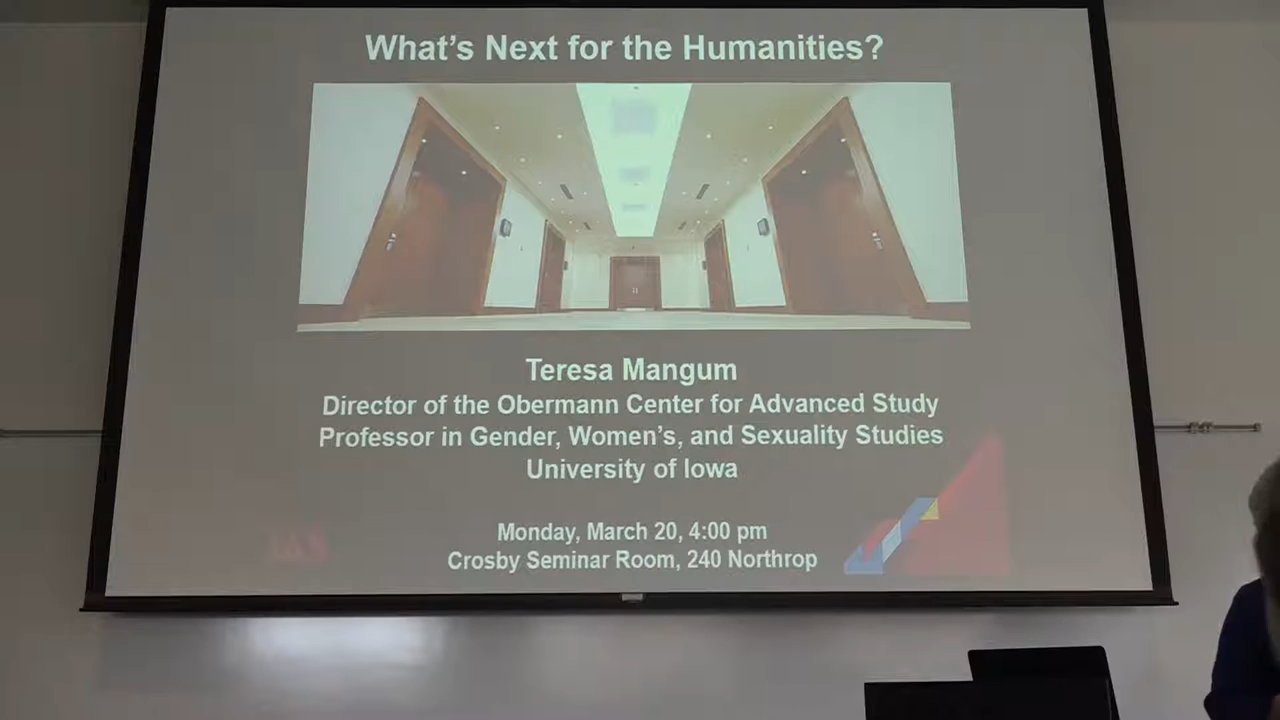 What's Next for the Humanities?
Teresa Mangum
Director of the Obermann Center for Advanced Study
Professor in Gender, Women's, and Sexuality Studies
University of Iowa
Monday, March 20, 4:00 pm
Crosby Seminar Room, 240 Northrop